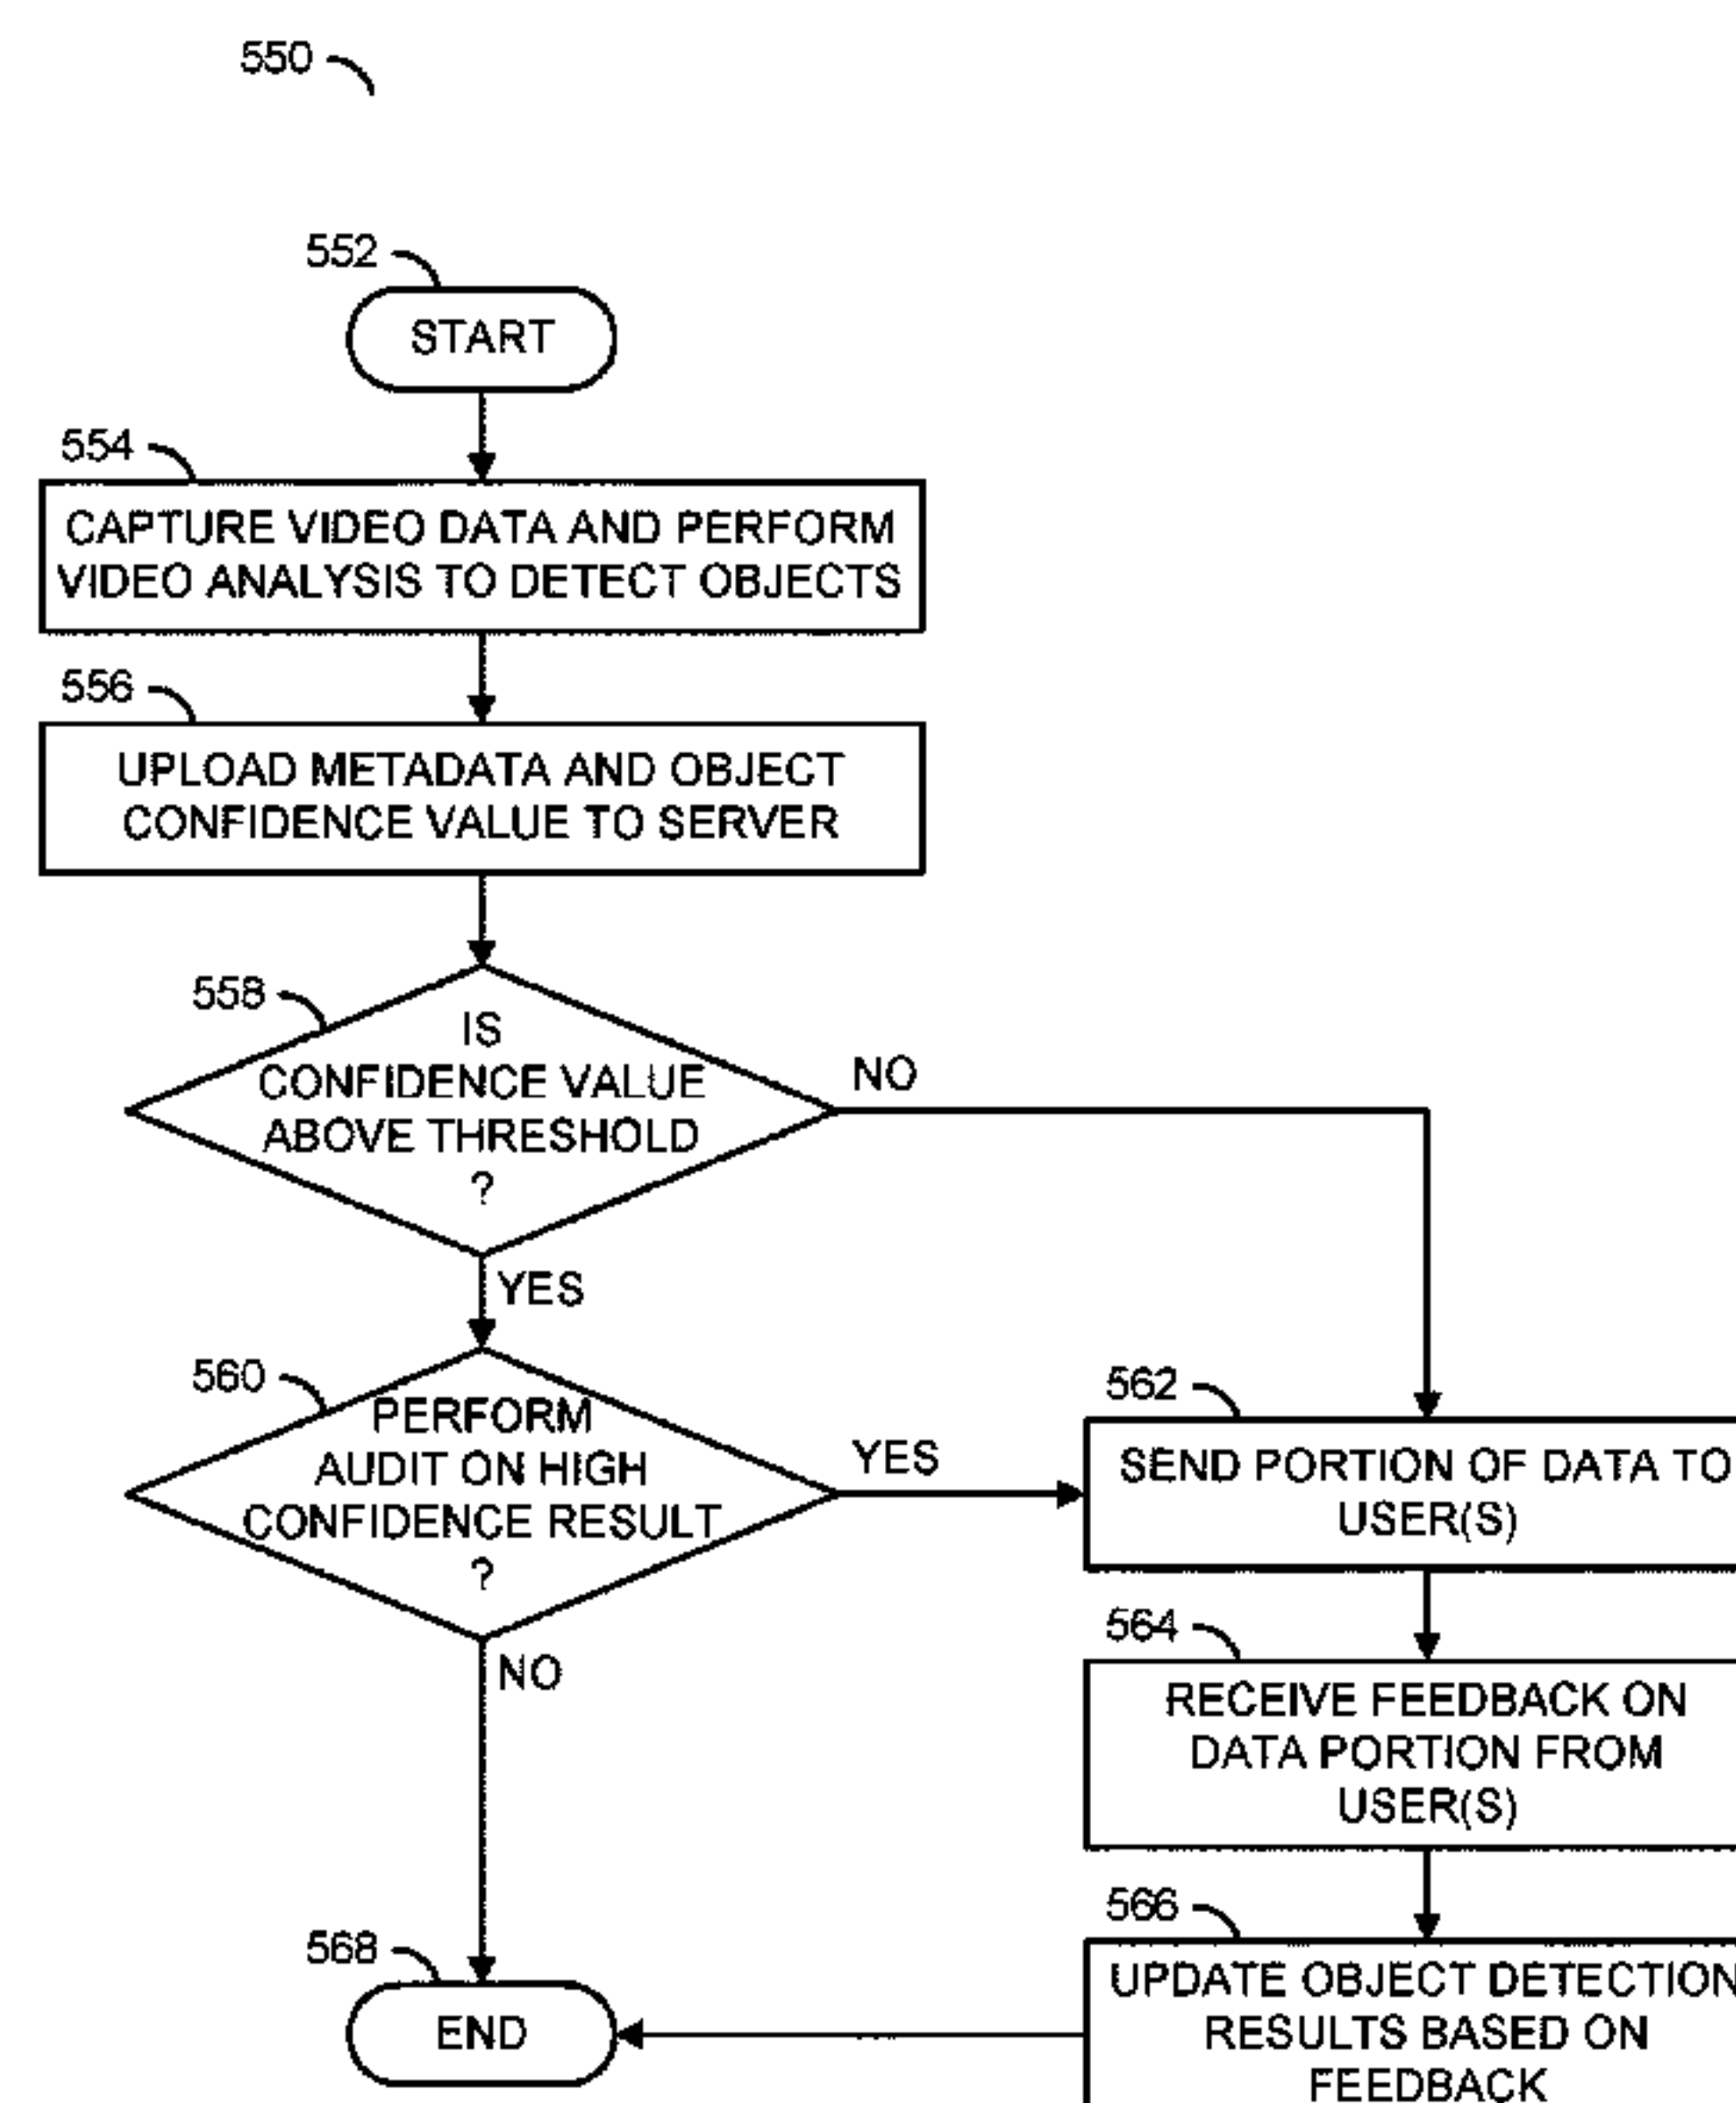 550
552
START
554
CAPTURE VIDEO DATA AND PERFORM
VIDEO ANALYSIS TO DETECT OBJECTS
556
UPLOAD METADATA AND OBJECT
CONFIDENCE VALUE TO SERVER
558
IS
CONFIDENCE VALUE
ABOVE THRESHOLD
?
NO
YES
560
PERFORM
AUDIT ON HIGH
CONFIDENCE RESULT
?
YES
NO
562
SEND PORTION OF DATA TO
USER(S)
564
RECEIVE FEEDBACK ON
DATA PORTION FROM
USER(S)
566
UPDATE OBJECT DETECTION
RESULTS BASED ON
FEEDBACK
568
END